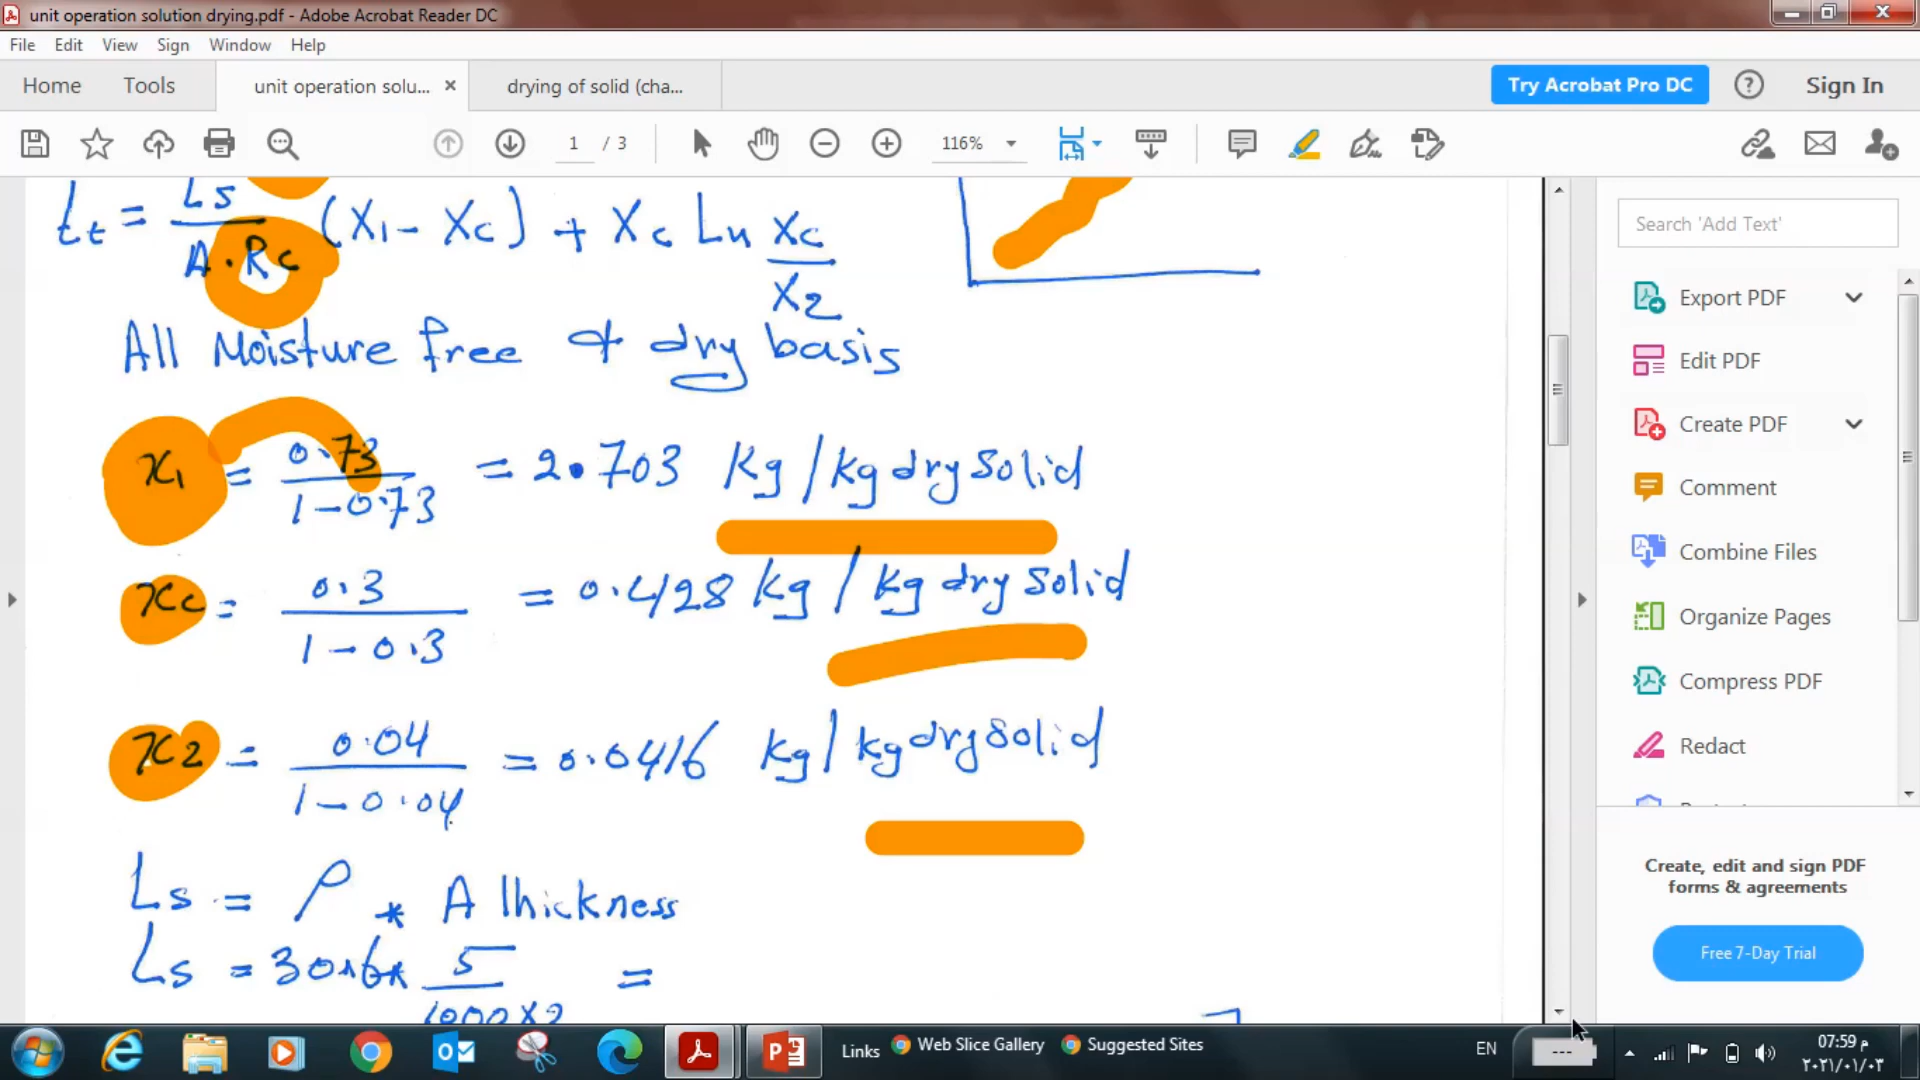 unit operation solution drying.pdf - Adobe Acrobat Reader DC
File Edit View Sign Window Help
Home Tools unit operation solu... × drying of solid (cha... Try Acrobat Pro DC ? Sign In
1 / 3 116%
tt = Ls / A . Rc (X1 - Xc) + Xc Ln Xc / X2
All Moisture free & dry basis
x1 = 0.73 / 1 - 0.73 = 2.703 Kg / kg dry solid
xc = 0.3 / 1 - 0.3 = 0.428 kg / kg dry solid
x2 = 0.04 / 1 - 0.04 = 0.0416 kg / kg dry solid
Ls = ρ * A thickness
Ls = 5 / 1000 =
Search 'Add Text'
Export PDF
Edit PDF
Create PDF
Comment
Combine Files
Organize Pages
Compress PDF
Redact
Create, edit and sign PDF
forms & agreements
Free 7-Day Trial
Links Web Slice Gallery Suggested Sites EN
07:59 م
٢٠٢١/٠١/٠٣